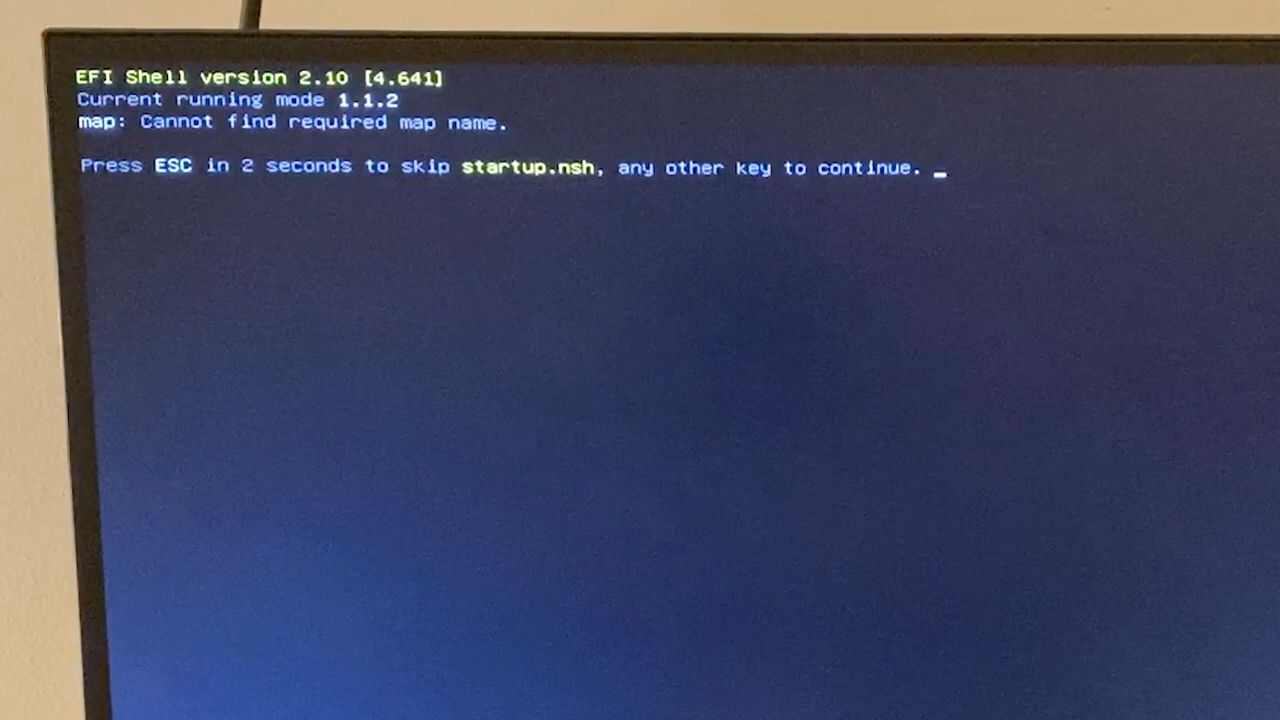 EFI Shell version 2.10 [4.641]
Current running mode 1.1.2
map: Cannot find required map name.
Press ESC in 2 seconds to skip startup.nsh, any other key to continue. _